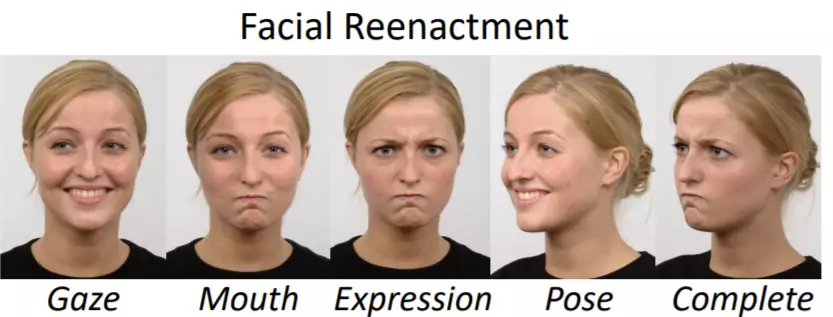 Facial Reenactment
Gaze Mouth Expression Pose Complete